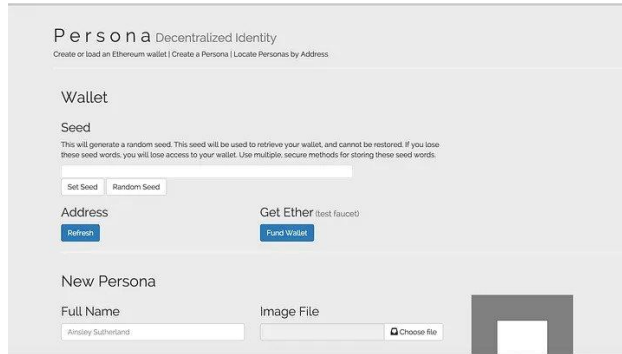 Persona Decentralized Identity
Create or load an Ethereum wallet | Create a Persona | Locate Personas by Address
Wallet
Seed
This will generate a random seed. This seed will be used to retrieve your wallet, and cannot be restored. If you lose
these seed words, you will lose access to your wallet. Use multiple, secure methods for storing these seed words.
Set Seed Random Seed
Address Get Ether (test faucet)
Refresh Fund Wallet
New Persona
Full Name Image File
Ainsley Sutherland Choose file